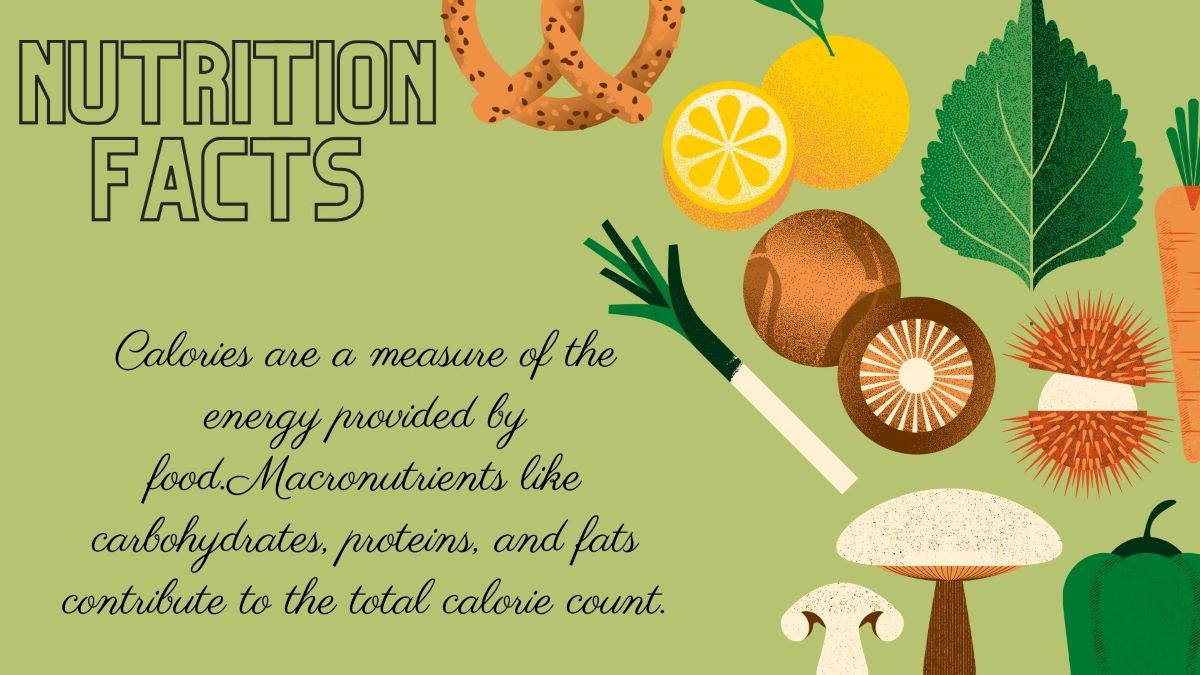 NUTRITION
FACTS
Calories are a measure of the
energy provided by
food.Macronutrients like
carbohydrates, proteins, and fats
contribute to the total calorie count.